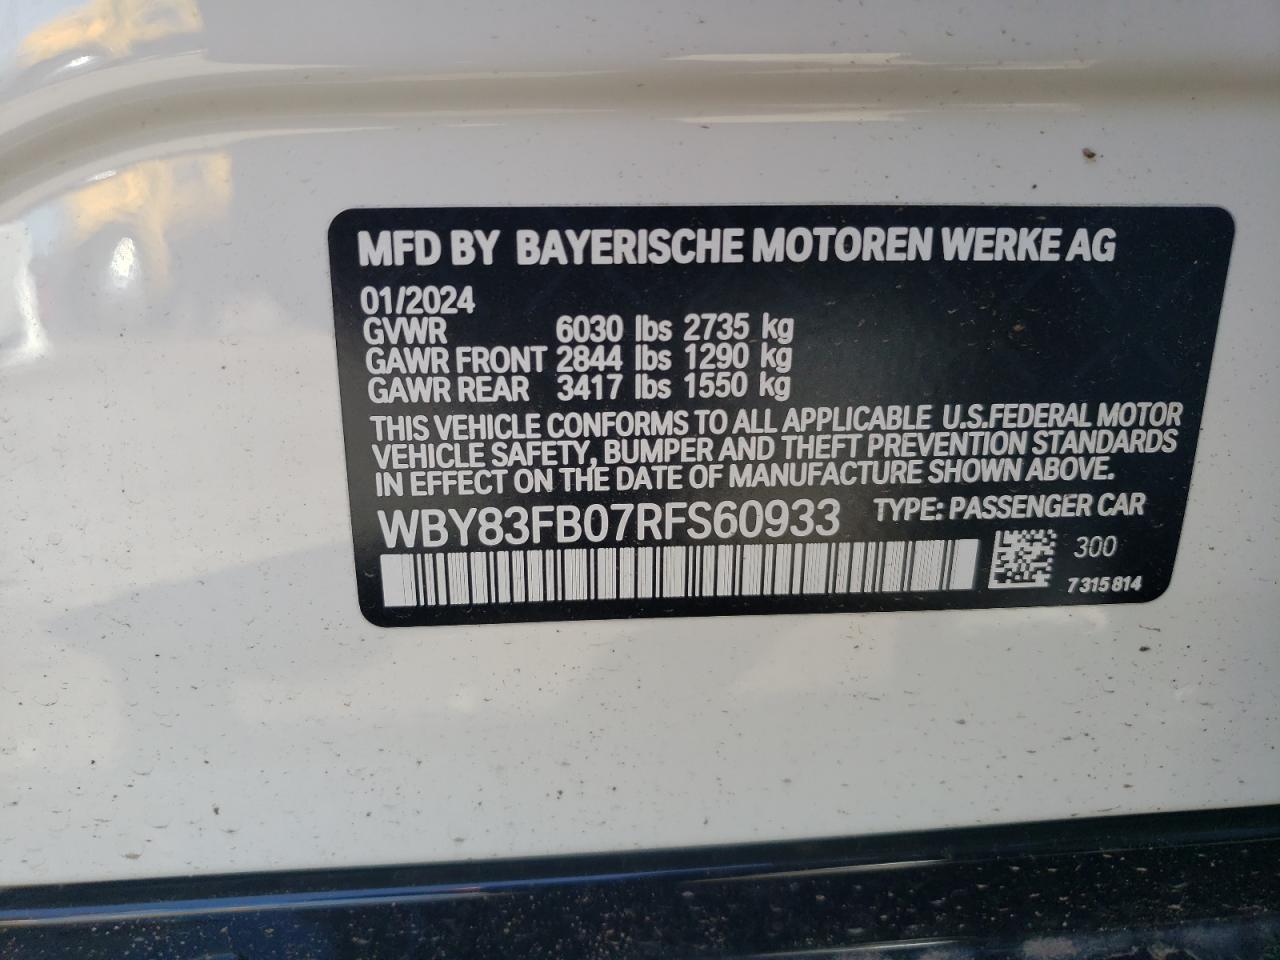 MFD BY BAYERISCHE MOTOREN WERKE AG
01/2024
GVWR 6030 lbs 2735 kg
GAWR FRONT 2844 lbs 1290 kg
GAWR REAR 3417 lbs 1550 kg
THIS VEHICLE CONFORMS TO ALL APPLICABLE U.S.FEDERAL MOTOR
VEHICLE SAFETY, BUMPER AND THEFT PREVENTION STANDARDS
IN EFFECT ON THE DATE OF MANUFACTURE SHOWN ABOVE.
WBY83FB07RFS60933 TYPE: PASSENGER CAR
300
7315814